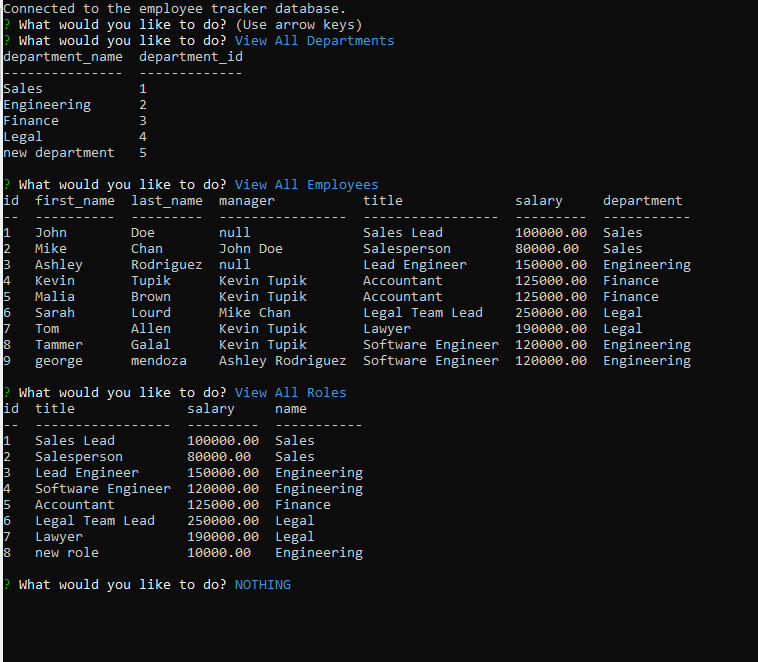 Connected to the employee tracker database.
? What would you like to do? (Use arrow keys)
? What would you like to do? View All Departments
department_name  department_id
---------------  -------------
Sales            1
Engineering      2
Finance          3
Legal            4
new department   5
? What would you like to do? View All Employees
id  first_name  last_name  manager           title              salary     department
--  ----------  ---------  ----------------  -----------------  ---------  -----------
1   John        Doe        null              Sales Lead         100000.00  Sales
2   Mike        Chan       John Doe          Salesperson        80000.00   Sales
3   Ashley      Rodriguez  null              Lead Engineer      150000.00  Engineering
4   Kevin       Tupik      Kevin Tupik       Accountant         125000.00  Finance
5   Malia       Brown      Kevin Tupik       Accountant         125000.00  Finance
6   Sarah       Lourd      Mike Chan         Legal Team Lead    250000.00  Legal
7   Tom         Allen      Kevin Tupik       Lawyer             190000.00  Legal
8   Tammer      Galal      Kevin Tupik       Software Engineer  120000.00  Engineering
9   george      mendoza    Ashley Rodriguez  Software Engineer  120000.00  Engineering
? What would you like to do? View All Roles
id  title              salary     name
--  -----------------  ---------  -----------
1   Sales Lead         100000.00  Sales
2   Salesperson        80000.00   Sales
3   Lead Engineer      150000.00  Engineering
4   Software Engineer  120000.00  Engineering
5   Accountant         125000.00  Finance
6   Legal Team Lead    250000.00  Legal
7   Lawyer             190000.00  Legal
8   new role           10000.00   Engineering
? What would you like to do? NOTHING